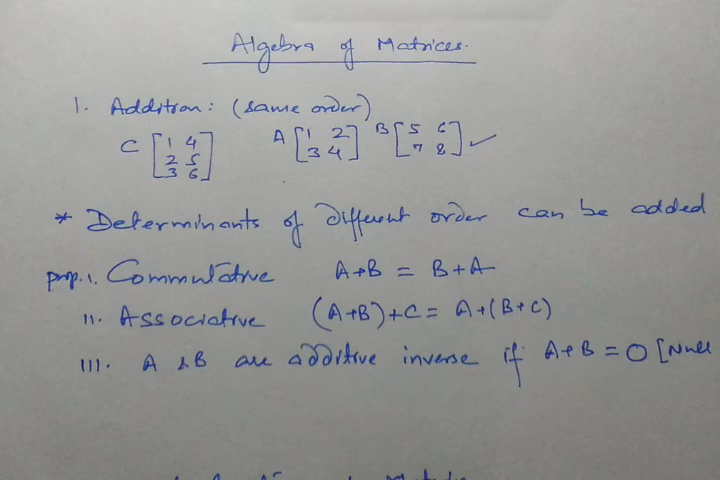 Algebra of Matrices.
1. Addition: (same order)
C [1 4 A [1 2 B [5 6 ✓
2 5 3 4] 7 8]
3 6]
* Determinants of different order can be added
prop. i. Commutative A+B = B+A
ii. Associative (A+B)+C = A+(B+C)
iii. A & B are additive inverse if A+B = O [Null